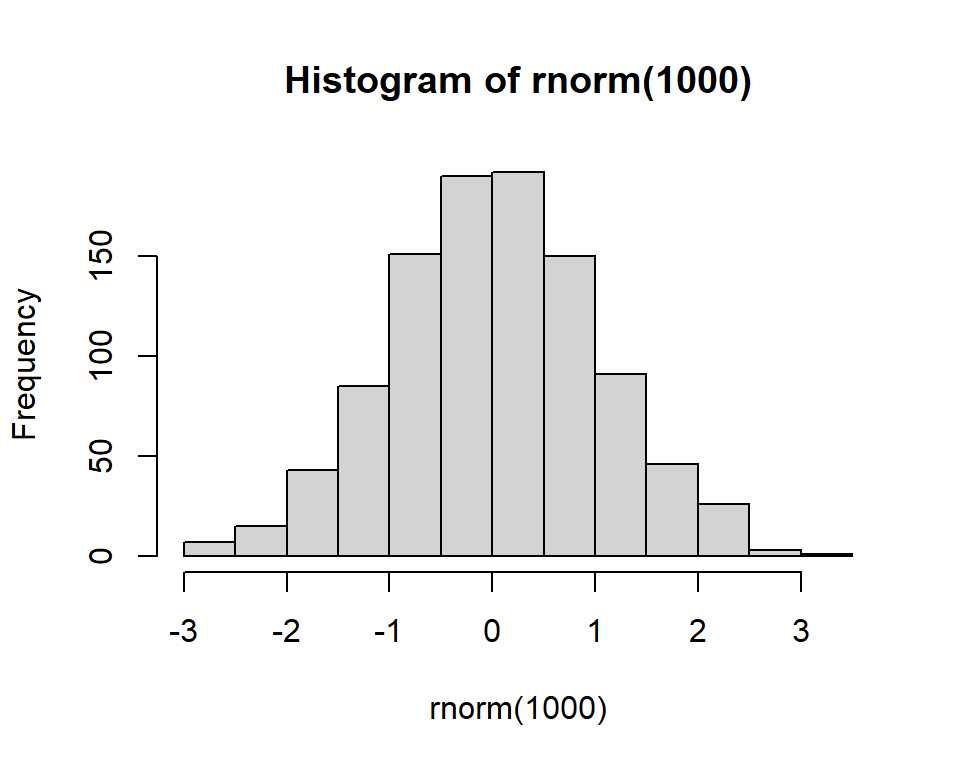 Histogram of rnorm(1000)
Frequency
150
100
50
0
-3 -2 -1 0 1 2 3
rnorm(1000)